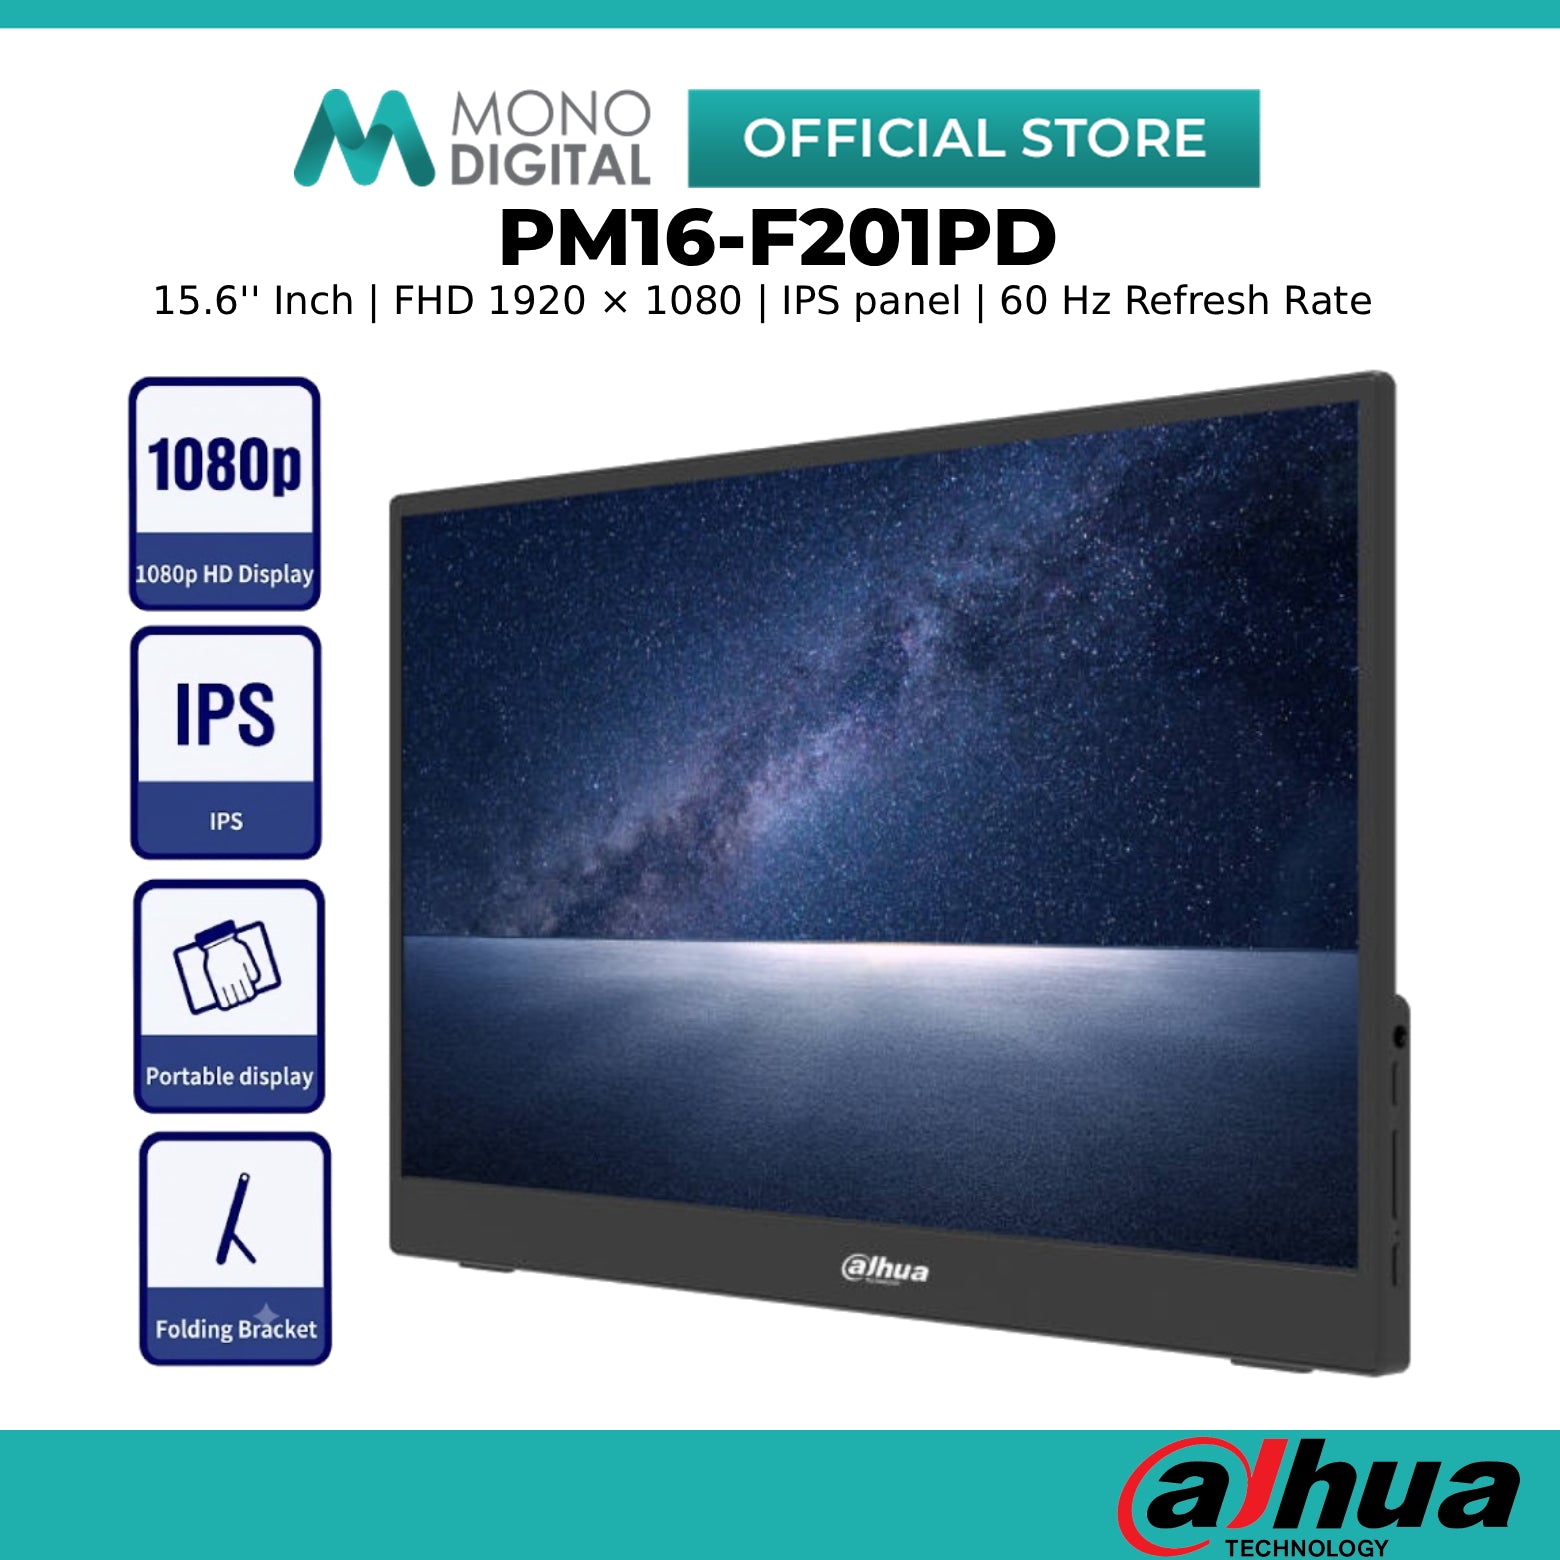 MONO
DIGITAL
OFFICIAL STORE
PM16-F201PD
15.6'' Inch | FHD 1920 × 1080 | IPS panel | 60 Hz Refresh Rate
1080p
1080p HD Display
IPS
IPS
Portable display
Folding Bracket
alhua
TECHNOLOGY
alhua
TECHNOLOGY